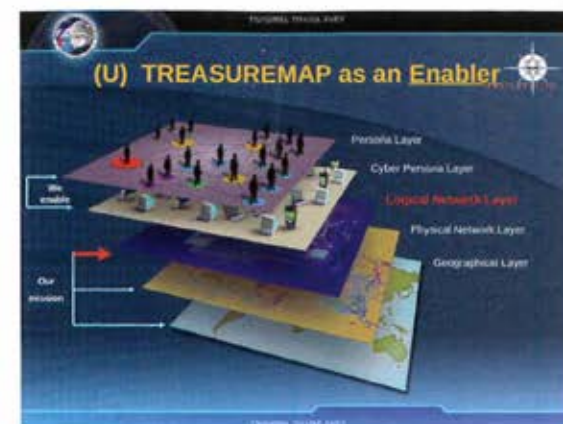 (U) TREASUREMAP as an Enabler
Persona Layer
Cyber Persona Layer
We
enable
Logical Network Layer
Physical Network Layer
Geographical Layer
Our
mission